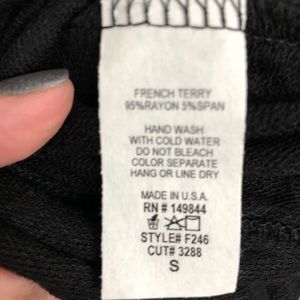 FRENCH TERRY
95%RAYON 5%SPAN
HAND WASH
WITH COLD WATER
DO NOT BLEACH
COLOR SEPARATE
HANG OR LINE DRY
MADE IN U.S.A.
RN # 149844
STYLE# F246
CUT# 3288
S